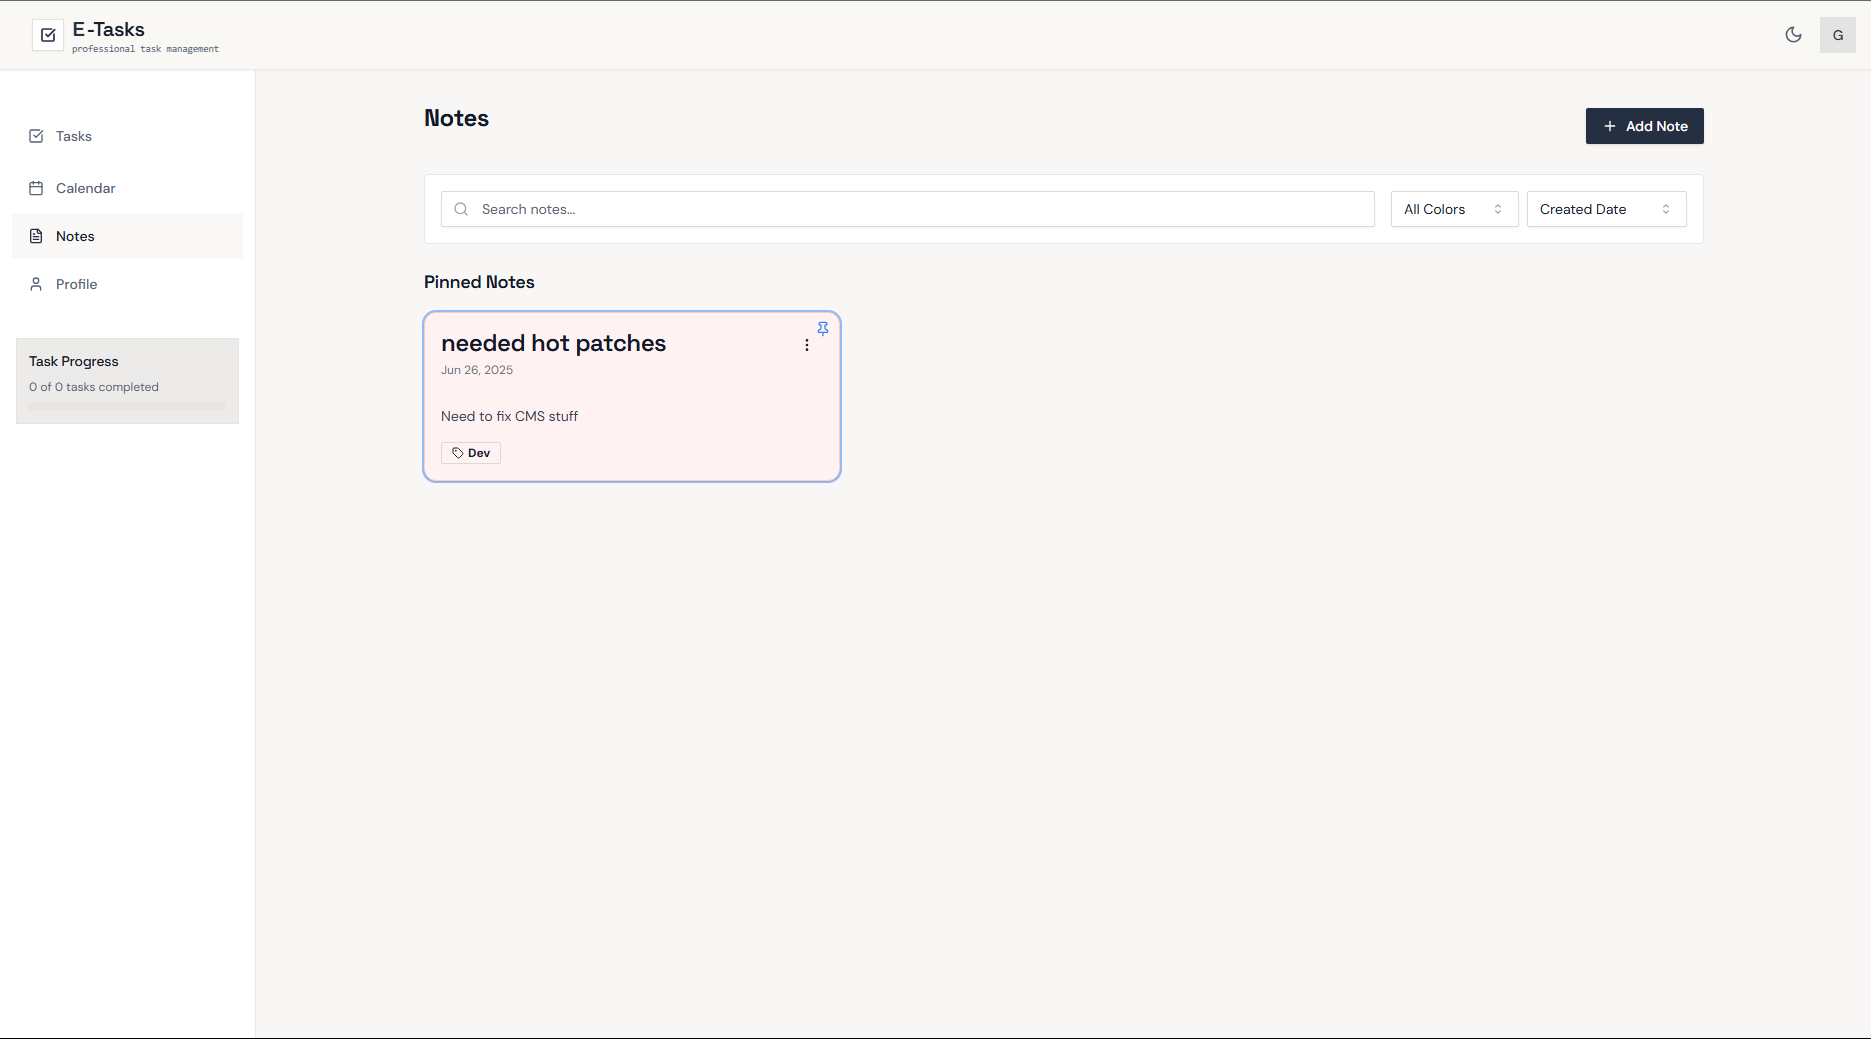 E-Tasks
professional task management
G
Tasks
Calendar
Notes
Profile
Task Progress
0 of 0 tasks completed
Notes
Add Note
Search notes...
All Colors
Created Date
Pinned Notes
needed hot patches
Jun 26, 2025
Need to fix CMS stuff
Dev